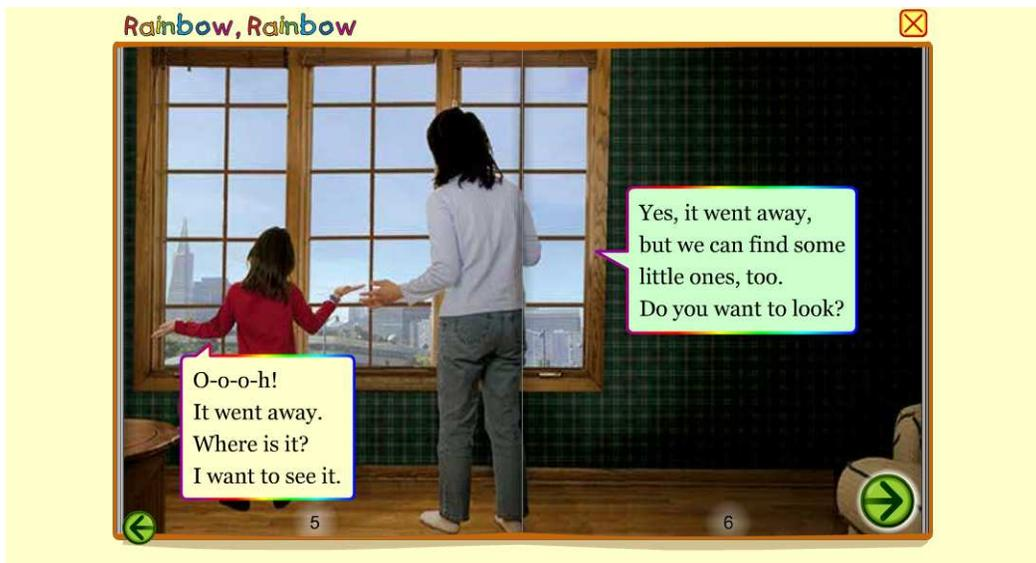 Rainbow, Rainbow
O-o-o-h!
It went away.
Where is it?
I want to see it.
5
Yes, it went away,
but we can find some
little ones, too.
Do you want to look?
6